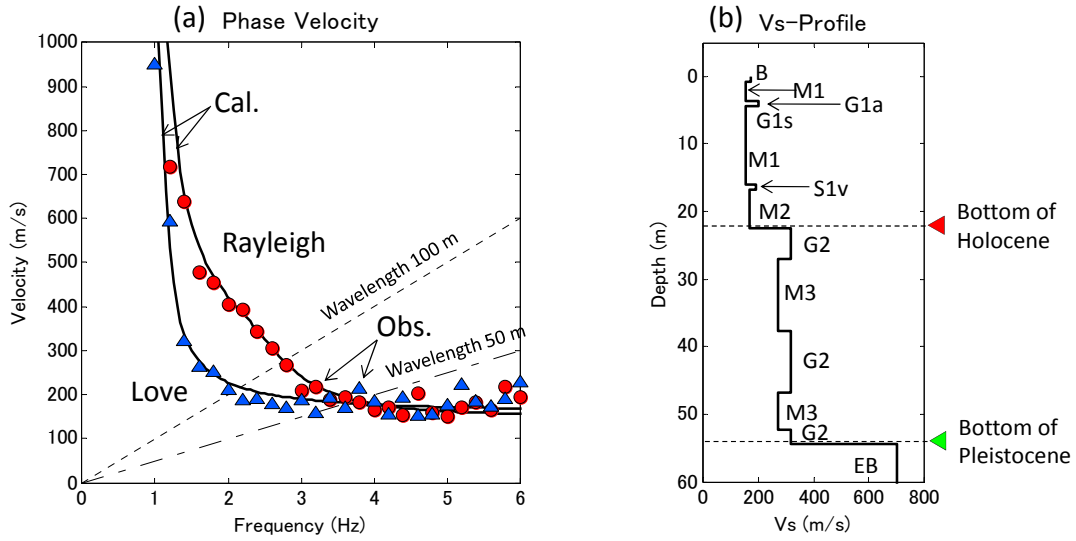 (a) Phase Velocity
1000
900
800
700
600
500
400
300
200
100
0
Velocity (m/s)
Cal.
Rayleigh
Love
Obs.
Wavelength 100 m
Wavelength 50 m
0 1 2 3 4 5 6
Frequency (Hz)
(b) Vs-Profile
0
10
20
30
40
50
60
Depth (m)
B
M1
G1a
G1s
M1
S1v
M2
G2
M3
G2
M3
G2
EB
Bottom of
Holocene
Bottom of
Pleistocene
0 200 400 600 800
Vs (m/s)